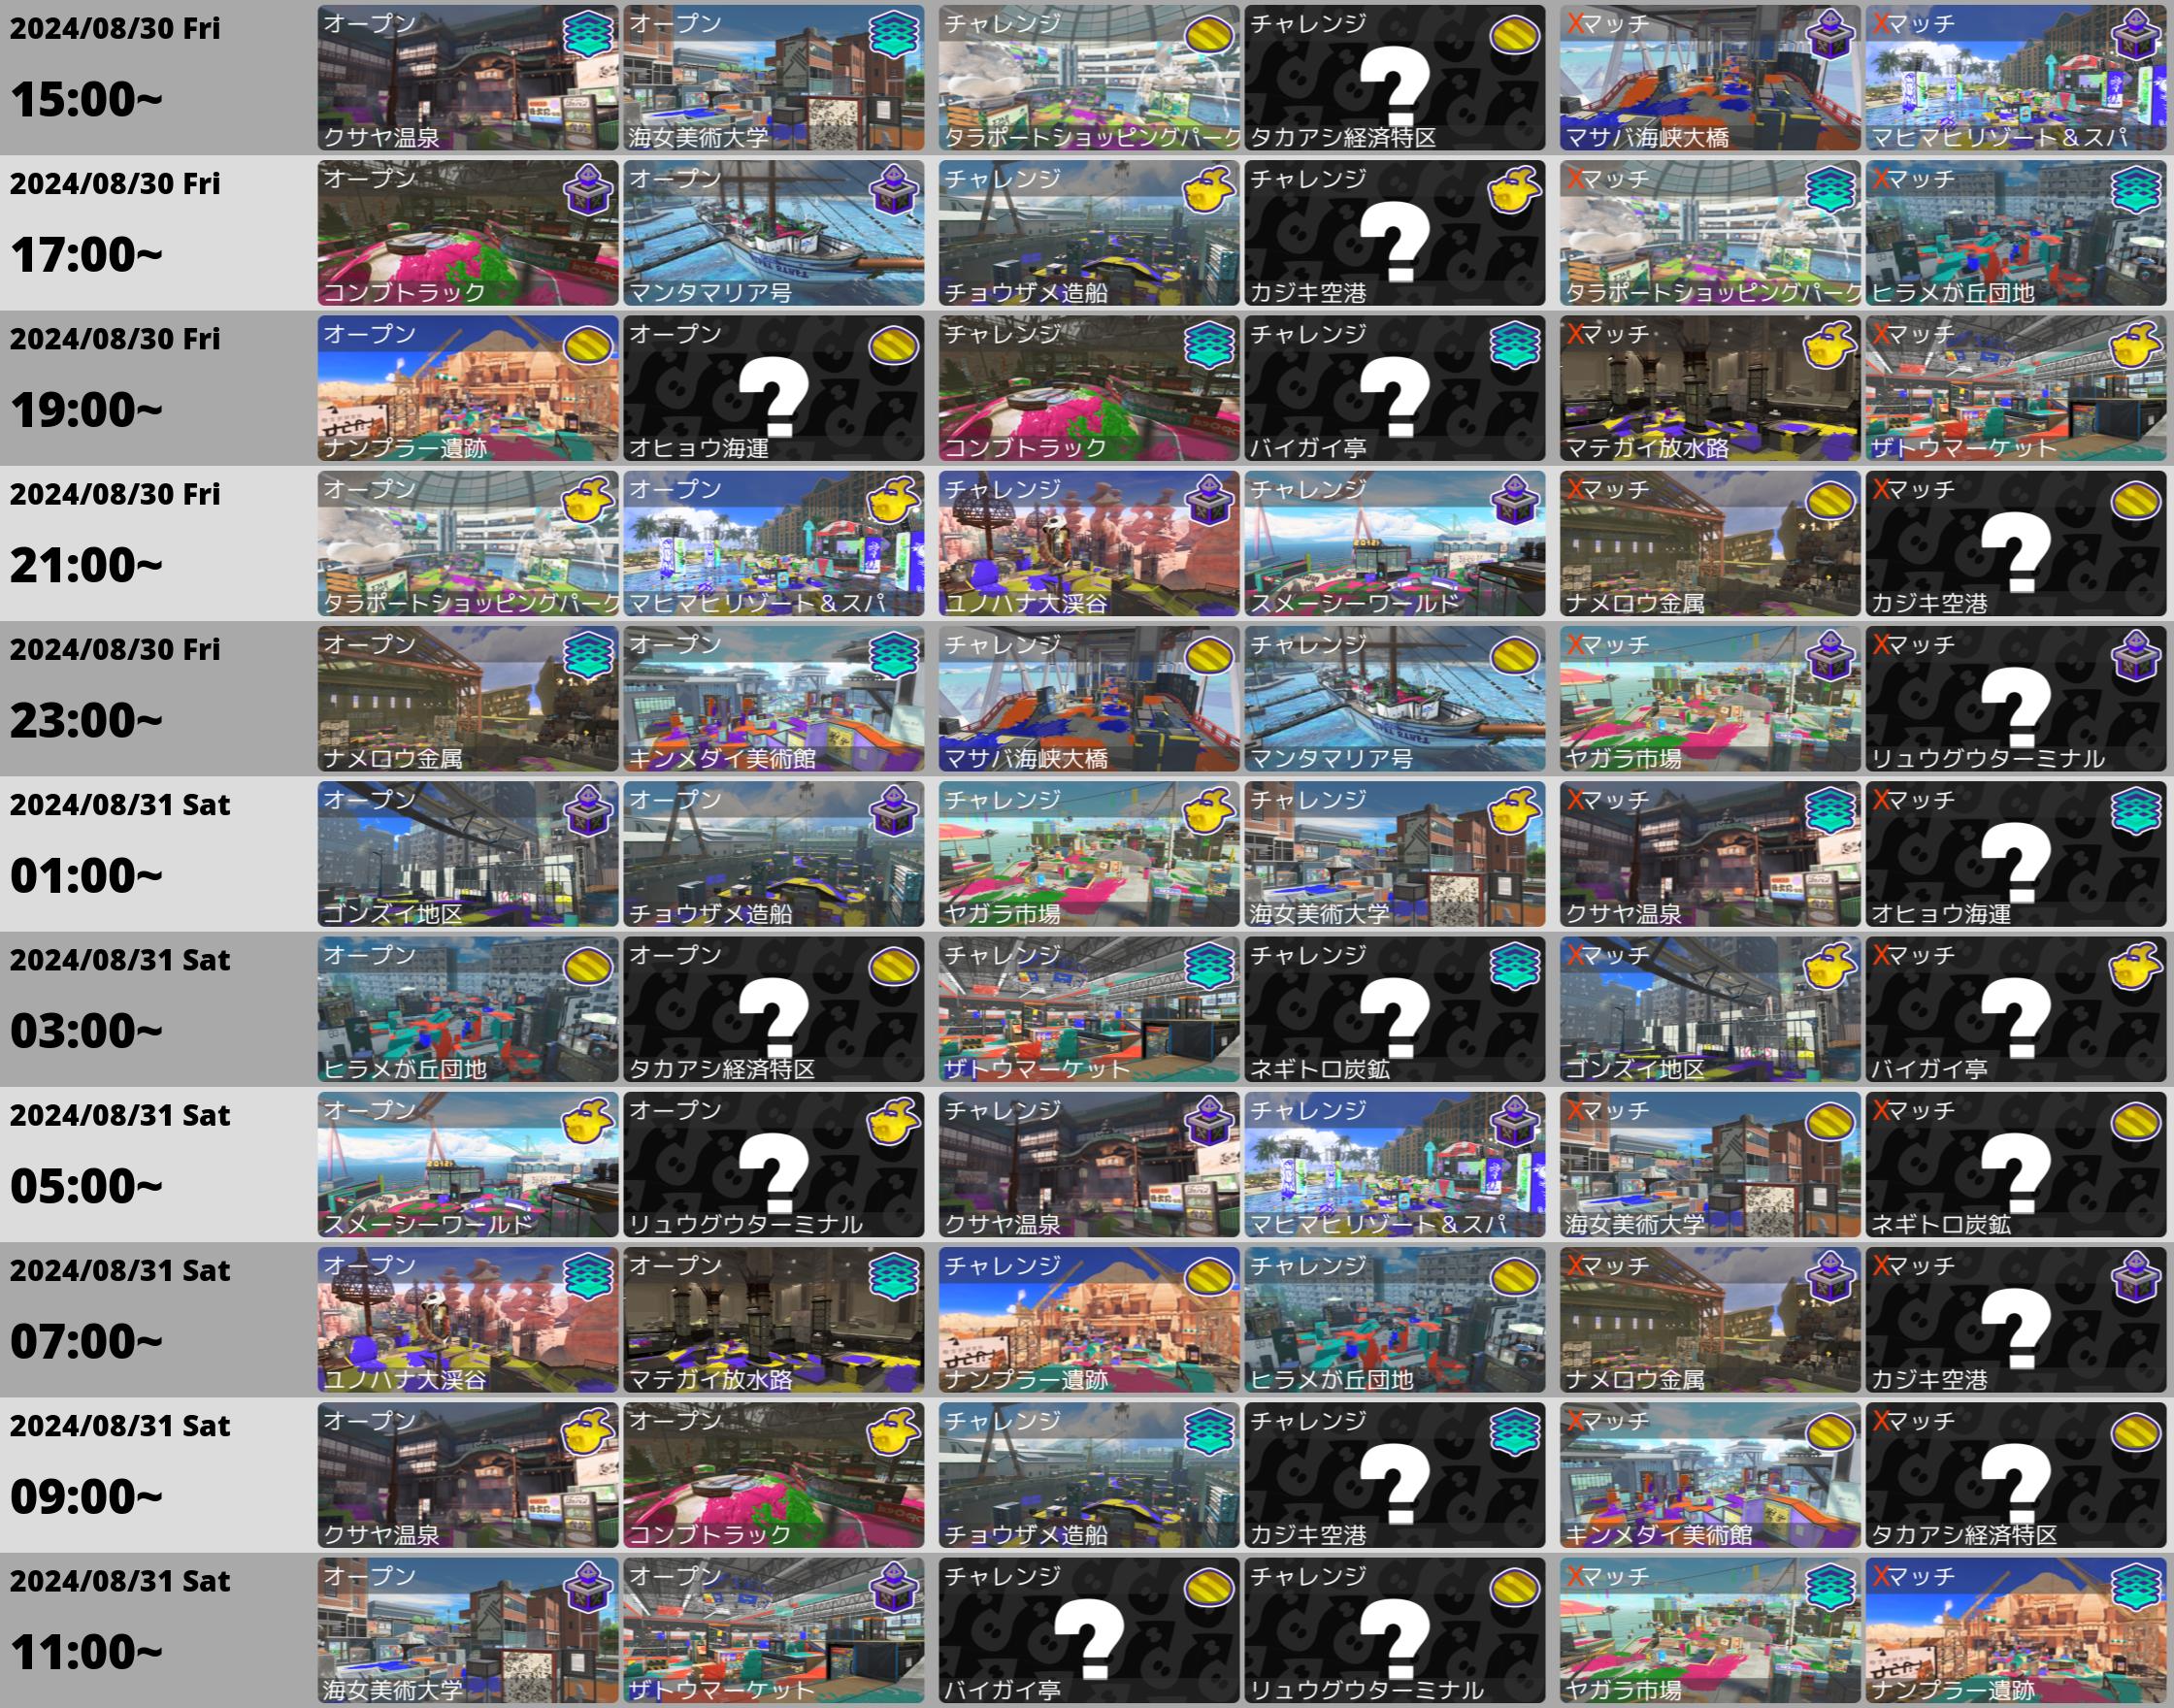 2024/08/30 Fri
15:00~
オープン
クサヤ温泉
オープン
海女美術大学
チャレンジ
タラポートショッピングパーク
チャレンジ
タカアシ経済特区
Xマッチ
マサバ海峡大橋
Xマッチ
マヒマヒリゾート&スパ
2024/08/30 Fri
17:00~
オープン
コンブトラック
オープン
マンタマリア号
チャレンジ
チョウザメ造船
チャレンジ
カジキ空港
Xマッチ
タラポートショッピングパーク
Xマッチ
ヒラメが丘団地
2024/08/30 Fri
19:00~
オープン
ナンプラー遺跡
オープン
オヒョウ海運
チャレンジ
コンブトラック
チャレンジ
バイガイ亭
Xマッチ
マテガイ放水路
Xマッチ
ザトウマーケット
2024/08/30 Fri
21:00~
オープン
タラポートショッピングパーク
オープン
マヒマヒリゾート&スパ
チャレンジ
ユノハナ大渓谷
チャレンジ
スメーシーワールド
Xマッチ
ナメロウ金属
Xマッチ
カジキ空港
2024/08/30 Fri
23:00~
オープン
ナメロウ金属
オープン
キンメダイ美術館
チャレンジ
マサバ海峡大橋
チャレンジ
マンタマリア号
Xマッチ
ヤガラ市場
Xマッチ
リュウグウターミナル
2024/08/31 Sat
01:00~
オープン
ゴンズイ地区
オープン
チョウザメ造船
チャレンジ
ヤガラ市場
チャレンジ
海女美術大学
Xマッチ
クサヤ温泉
Xマッチ
オヒョウ海運
2024/08/31 Sat
03:00~
オープン
ヒラメが丘団地
オープン
タカアシ経済特区
チャレンジ
ザトウマーケット
チャレンジ
ネギトロ炭鉱
Xマッチ
ゴンズイ地区
Xマッチ
バイガイ亭
2024/08/31 Sat
05:00~
オープン
スメーシーワールド
オープン
リュウグウターミナル
チャレンジ
クサヤ温泉
チャレンジ
マヒマヒリゾート&スパ
Xマッチ
海女美術大学
Xマッチ
ネギトロ炭鉱
2024/08/31 Sat
07:00~
オープン
ユノハナ大渓谷
オープン
マテガイ放水路
チャレンジ
ナンプラー遺跡
チャレンジ
ヒラメが丘団地
Xマッチ
ナメロウ金属
Xマッチ
カジキ空港
2024/08/31 Sat
09:00~
オープン
クサヤ温泉
オープン
コンブトラック
チャレンジ
チョウザメ造船
チャレンジ
カジキ空港
Xマッチ
キンメダイ美術館
Xマッチ
タカアシ経済特区
2024/08/31 Sat
11:00~
オープン
海女美術大学
オープン
ザトウマーケット
チャレンジ
バイガイ亭
チャレンジ
リュウグウターミナル
Xマッチ
ヤガラ市場
Xマッチ
ナンプラー遺跡